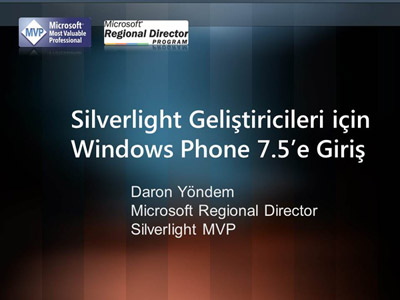 MVP
Microsoft®
Most Valuable
Professional
Microsoft®
Regional Director
PROGRAM
Silverlight Geliştiricileri için
Windows Phone 7.5’e Giriş
Daron Yöndem
Microsoft Regional Director
Silverlight MVP